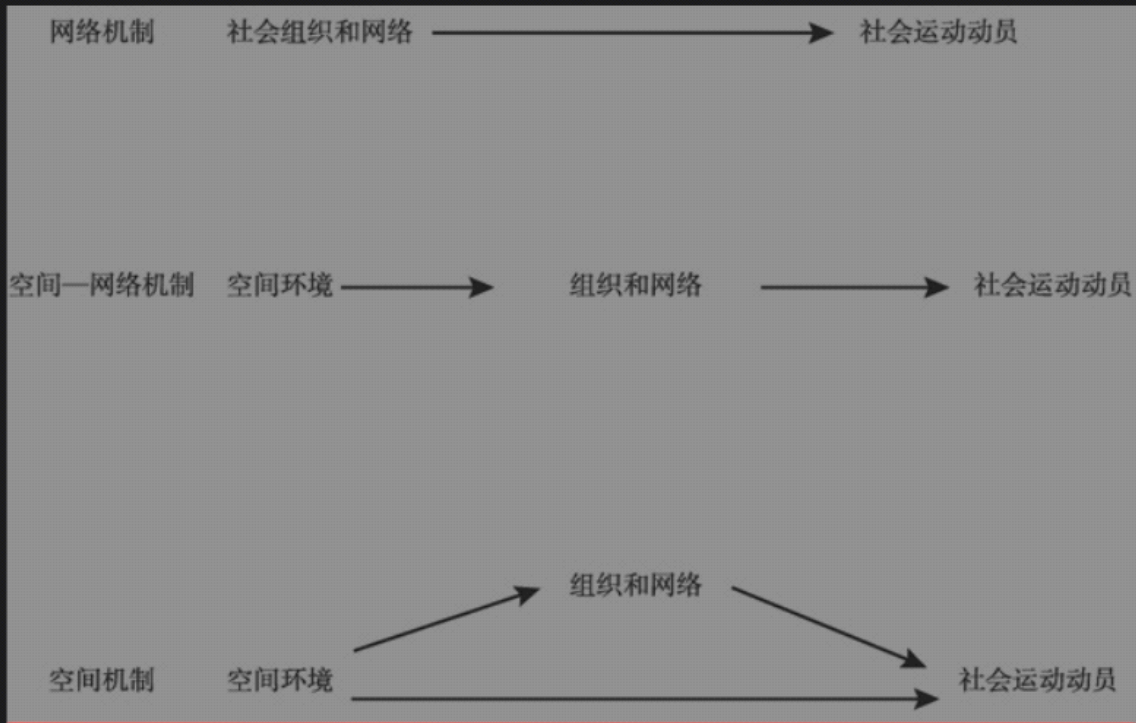 网络机制 社会组织和网络 社会运动动员
空间—网络机制 空间环境 组织和网络 社会运动动员
组织和网络
空间机制 空间环境 社会运动动员